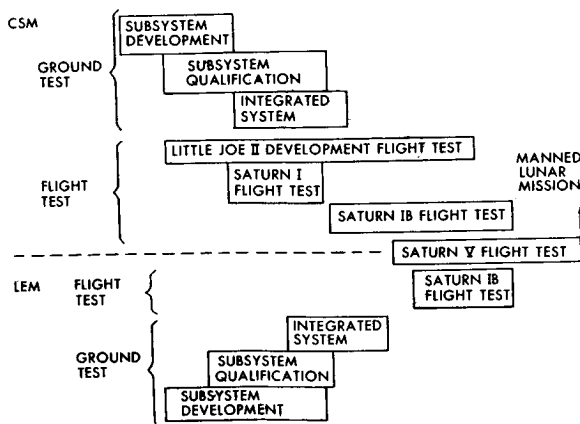 CSM
SUBSYSTEM
DEVELOPMENT
GROUND
TEST
SUBSYSTEM
QUALIFICATION
INTEGRATED
SYSTEM
LITTLE JOE II DEVELOPMENT FLIGHT TEST
MANNED
LUNAR
MISSION
FLIGHT
TEST
SATURN I
FLIGHT TEST
SATURN IB FLIGHT TEST
SATURN V FLIGHT TEST
LEM
FLIGHT
TEST
SATURN IB
FLIGHT TEST
INTEGRATED
SYSTEM
GROUND
TEST
SUBSYSTEM
QUALIFICATION
SUBSYSTEM
DEVELOPMENT